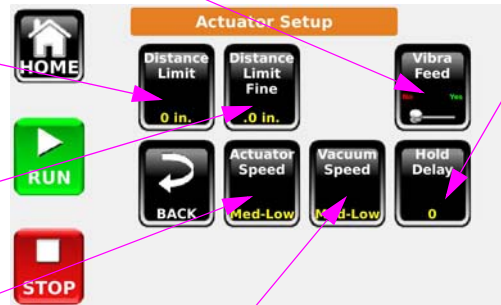 Actuator Setup
HOME
Distance
Limit
0 in.
Distance
Limit
Fine
.0 in.
Vibra
Feed
No Yes
RUN
BACK
Actuator
Speed
Med-Low
Vacuum
Speed
Med-Low
Hold
Delay
0
STOP